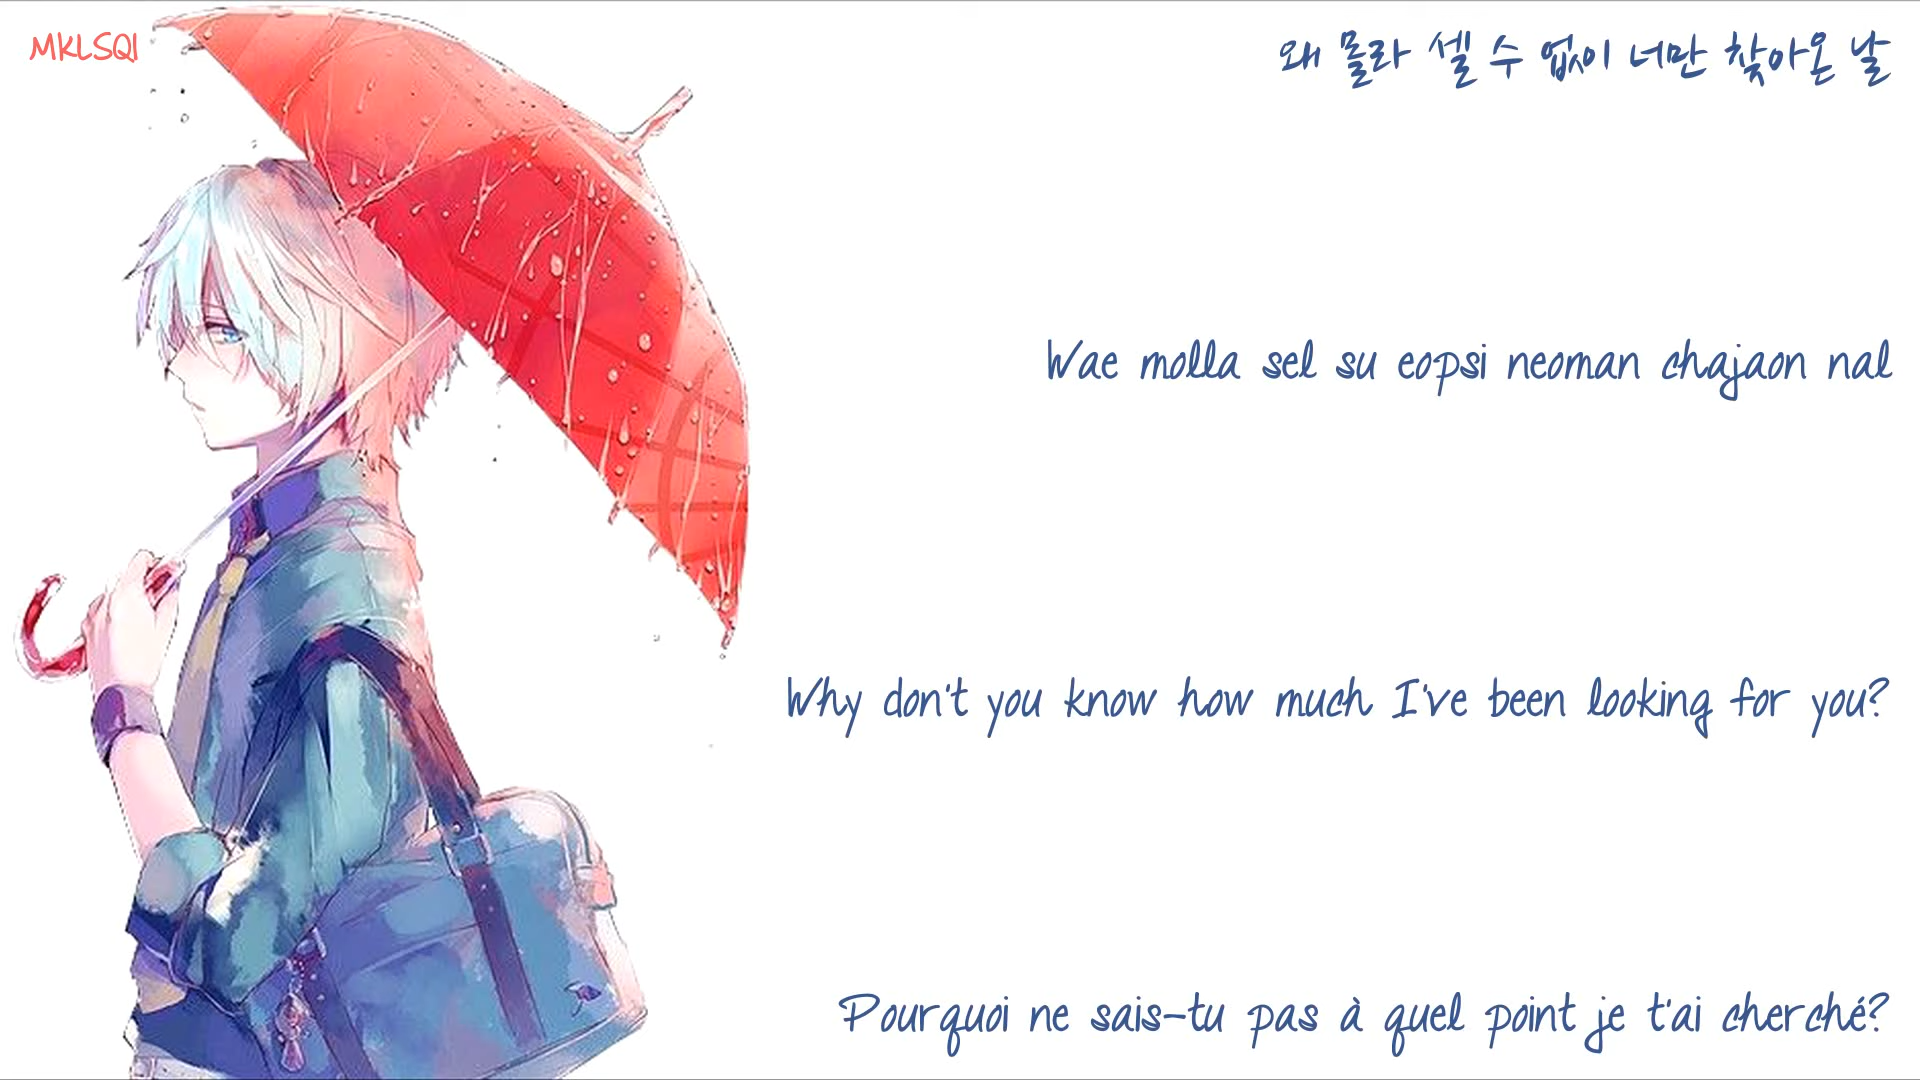 MKLSQI
왜 몰라 셀 수 없이 너만 찾아온 날
Wae molla sel su eopsi neoman chajaon nal
Why don't you know how much I've been looking for you?
Pourquoi ne sais-tu pas à quel point je t'ai cherché?